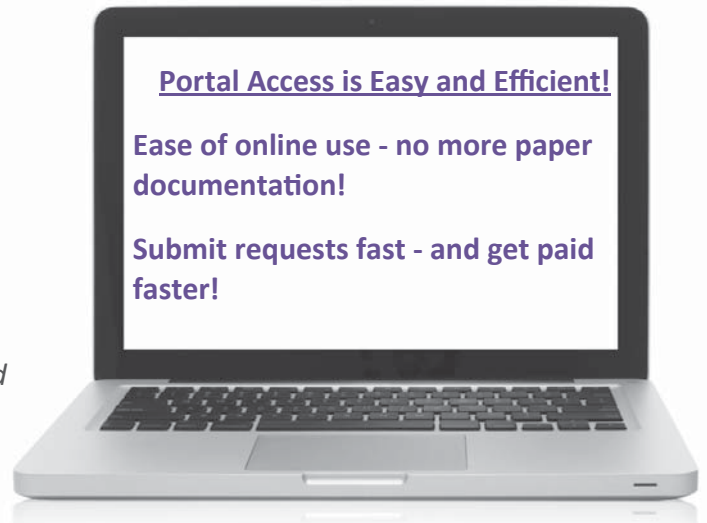 Portal Access is Easy and Efficient!
Ease of online use - no more paper
documentation!
Submit requests fast - and get paid
faster!
d